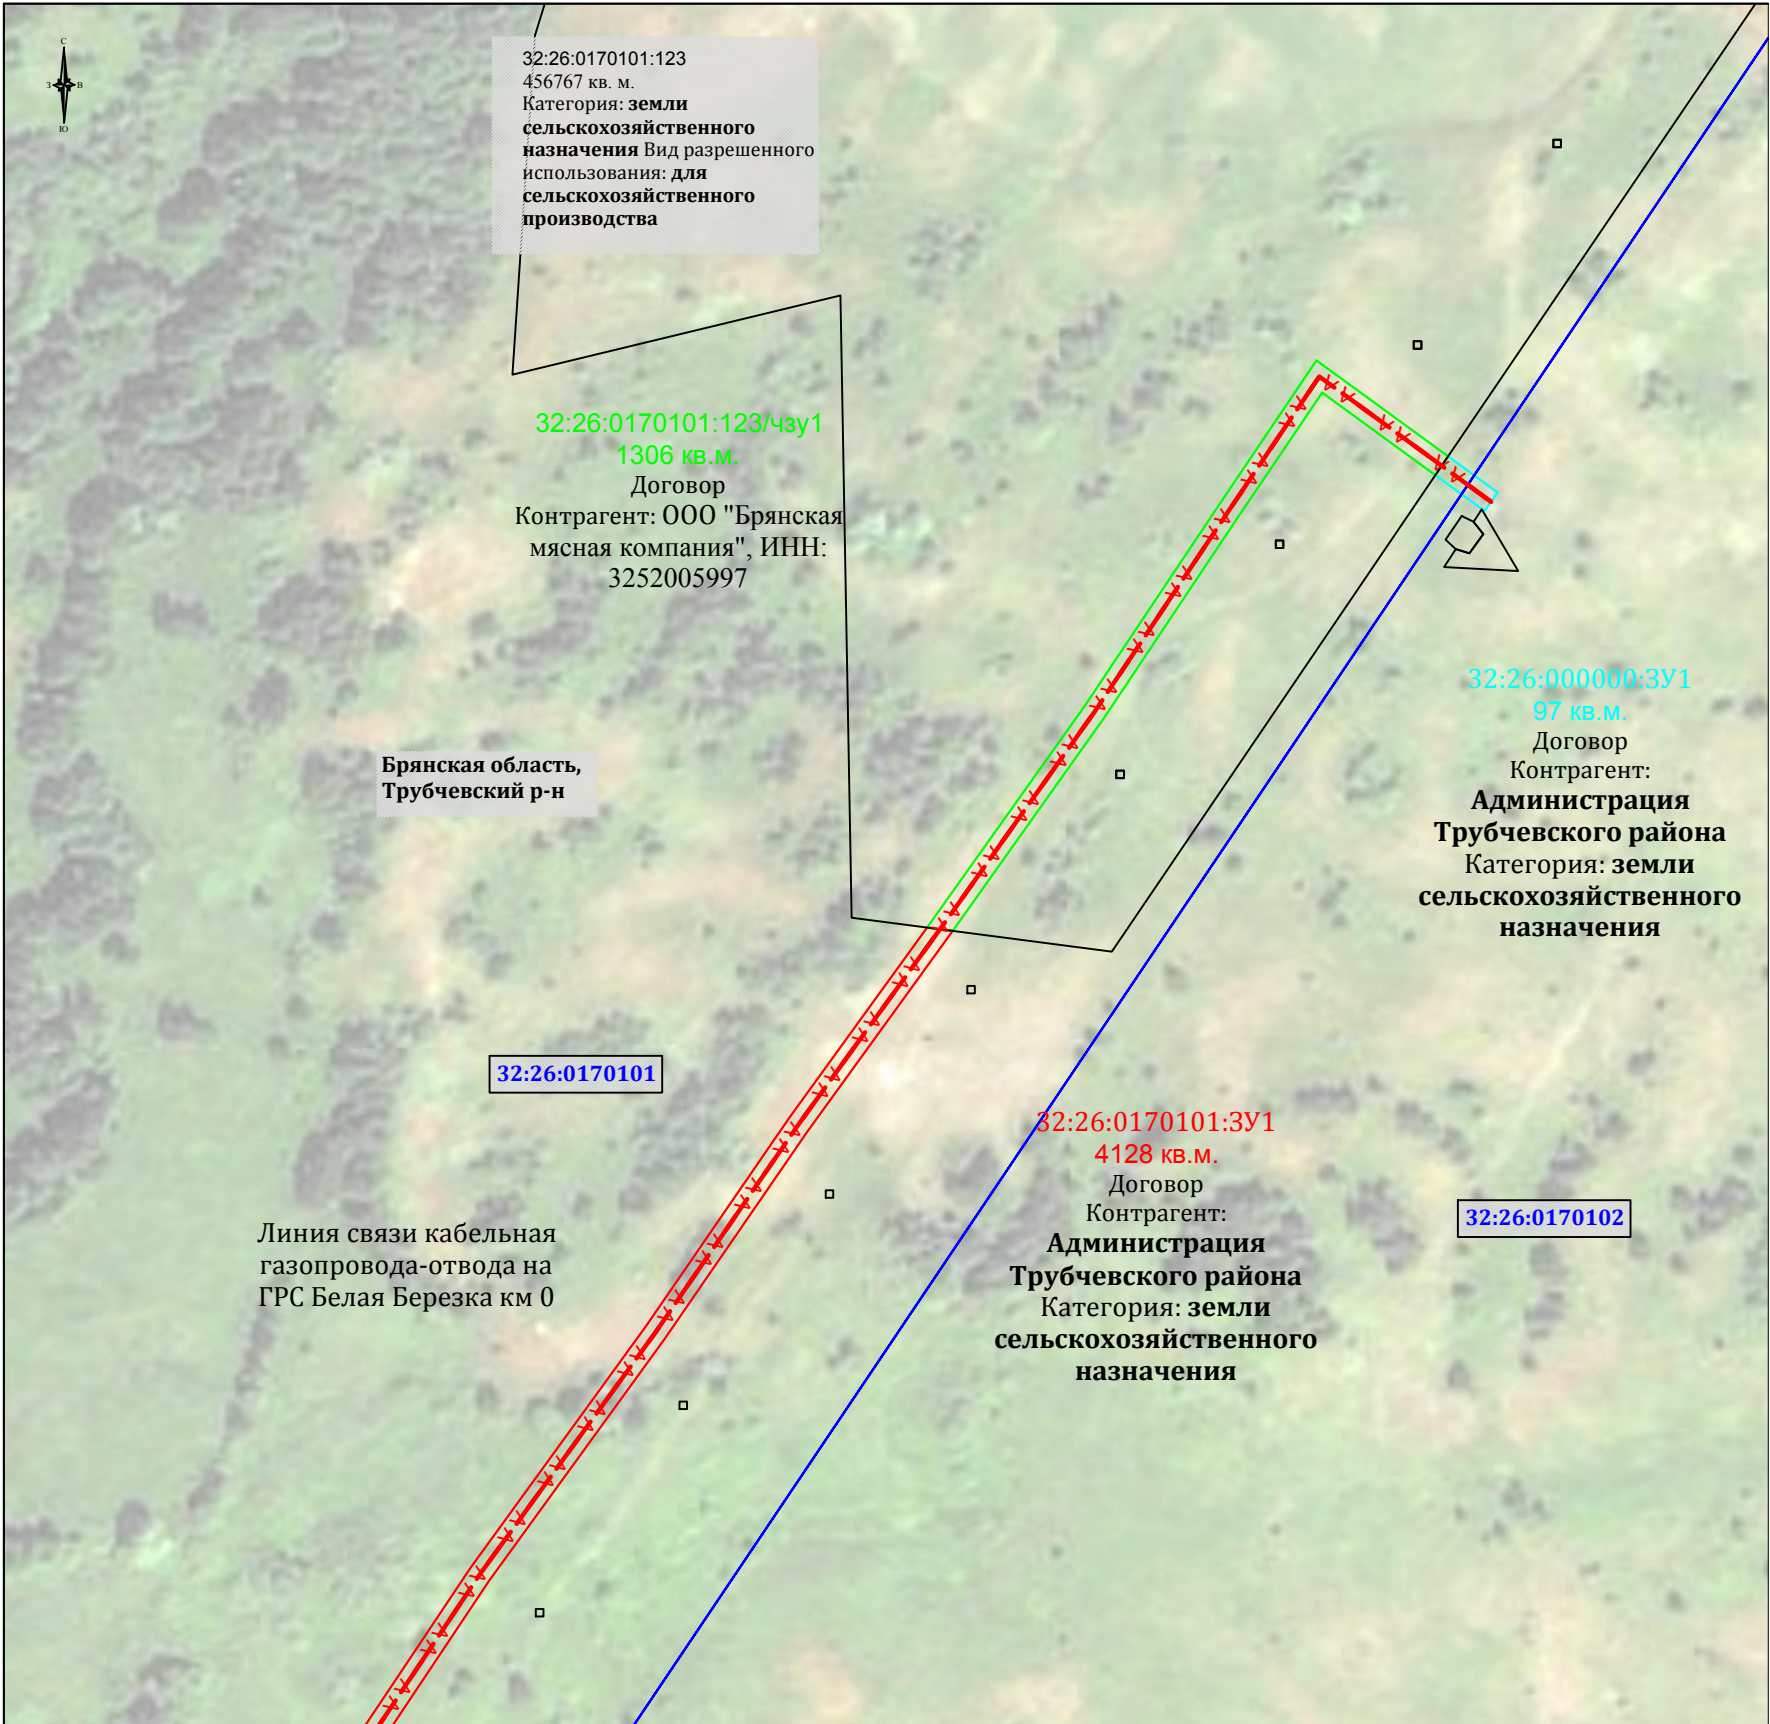 С
З В
Ю
32:26:0170101:123
456767 кв. м.
Категория: земли
сельскохозяйственного
назначения Вид разрешенного
использования: для
сельскохозяйственного
производства
32:26:0170101:123/чзу1
1306 кв.м.
Договор
Контрагент: ООО "Брянская
мясная компания", ИНН:
3252005997
32:26:000000:ЗУ1
97 кв.м.
Договор
Контрагент:
Администрация
Трубчевского района
Категория: земли
сельскохозяйственного
назначения
Брянская область,
Трубчевский р-н
32:26:0170101
32:26:0170101:ЗУ1
4128 кв.м.
Договор
Контрагент:
Администрация
Трубчевского района
Категория: земли
сельскохозяйственного
назначения
32:26:0170102
Линия связи кабельная
газопровода-отвода на
ГРС Белая Березка км 0